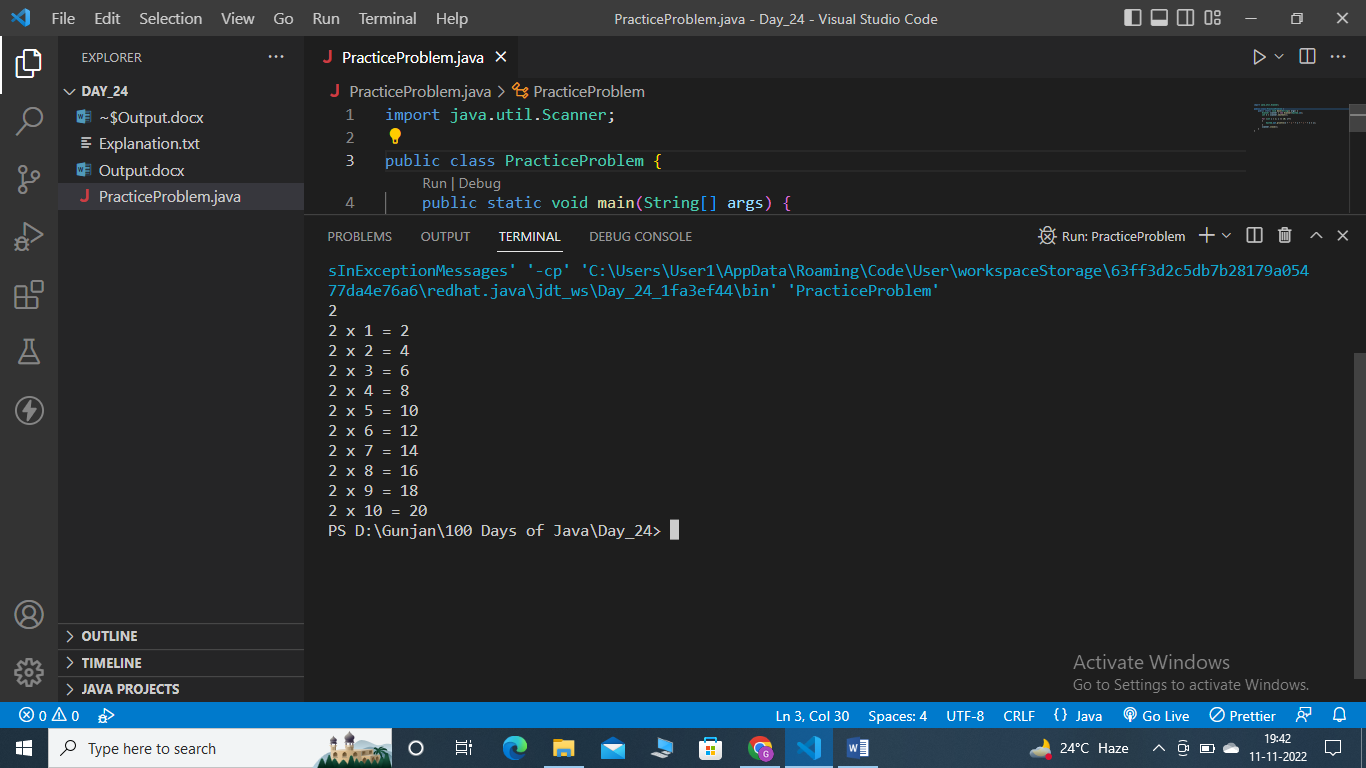 File Edit Selection View Go Run Terminal Help PracticeProblem.java - Day_24 - Visual Studio Code
EXPLORER
DAY_24
~$Output.docx
Explanation.txt
Output.docx
J PracticeProblem.java
OUTLINE
TIMELINE
JAVA PROJECTS
J PracticeProblem.java
J PracticeProblem.java > PracticeProblem
1 import java.util.Scanner;
2
3 public class PracticeProblem {
Run | Debug
4 public static void main(String[] args) {
PROBLEMS OUTPUT TERMINAL DEBUG CONSOLE Run: PracticeProblem
sInExceptionMessages' '-cp' 'C:\Users\User1\AppData\Roaming\Code\User\workspaceStorage\63ff3d2c5db7b28179a054
77da4e76a6\redhat.java\jdt_ws\Day_24_1fa3ef44\bin' 'PracticeProblem'
2
2 x 1 = 2
2 x 2 = 4
2 x 3 = 6
2 x 4 = 8
2 x 5 = 10
2 x 6 = 12
2 x 7 = 14
2 x 8 = 16
2 x 9 = 18
2 x 10 = 20
PS D:\Gunjan\100 Days of Java\Day_24>
Activate Windows
Go to Settings to activate Windows.
0 0 Ln 3, Col 30 Spaces: 4 UTF-8 CRLF {} Java Go Live Prettier
Type here to search 24°C Haze 19:42
11-11-2022